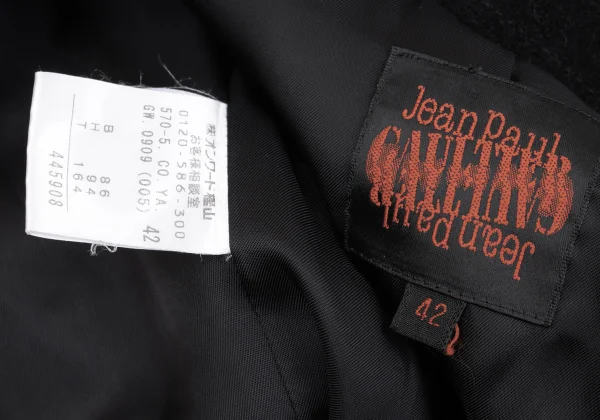 ㈱オンワード樫山
お客様相談室
0120-586-300
570-5. CO. YA. 42
GW. 0909 (005)
B 86
H 94
T 164
445908
Jean Paul
GAULTIER
Jean Paul
42